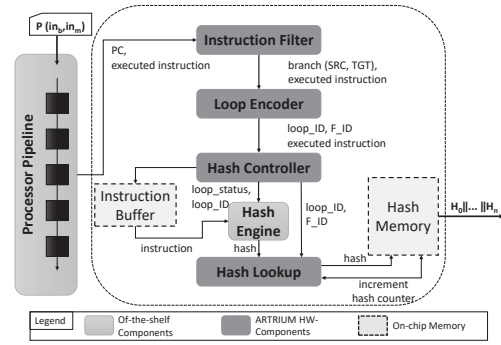 P (in_b,in_m)
Processor Pipeline
PC,
executed instruction
Instruction Filter
branch (SRC, TGT),
executed instruction
Loop Encoder
loop_ID, F_ID
executed instruction
Hash Controller
Instruction
Buffer
loop_status,
loop_ID
loop_ID,
F_ID
Hash
Engine
instruction
hash
Hash Lookup
hash
increment
hash counter
Hash
Memory
H₀||... ||Hₙ
Legend
Of-the-shelf
Components
ARTRIUM HW-
Components
On-chip Memory